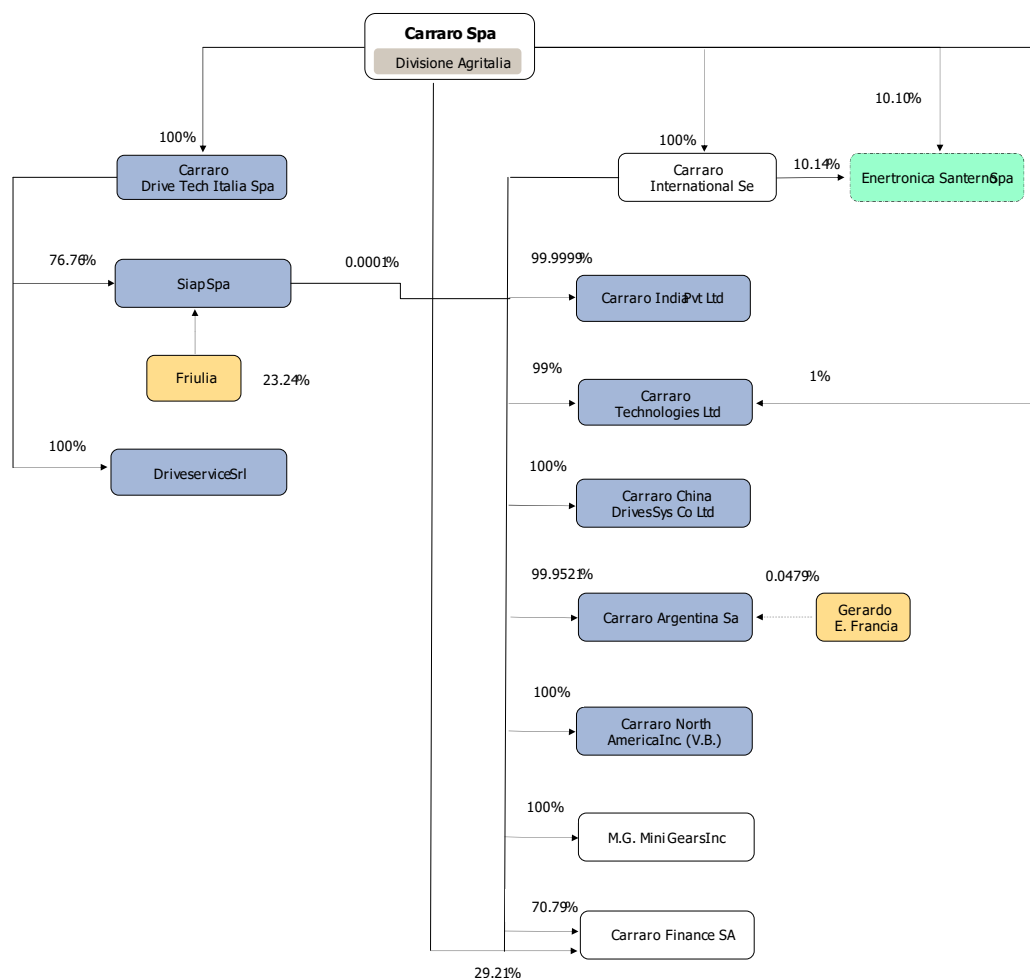 Carraro Spa
Divisione Agritalia
10.10%
100%
100%
Carraro
Drive Tech Italia Spa
Carraro
International Se
10.14%
Enertronica Santerno Spa
76.76%
0.0001%
99.9999%
Siap Spa
Carraro India Pvt Ltd
Friulia
23.24%
99%
1%
Carraro
Technologies Ltd
100%
Driveservice Srl
100%
Carraro China
Drives Sys Co Ltd
99.9521%
0.0479%
Carraro Argentina Sa
Gerardo
E. Francia
100%
Carraro North
America Inc. (V.B.)
100%
M.G. Mini Gears Inc
70.79%
Carraro Finance SA
29.21%